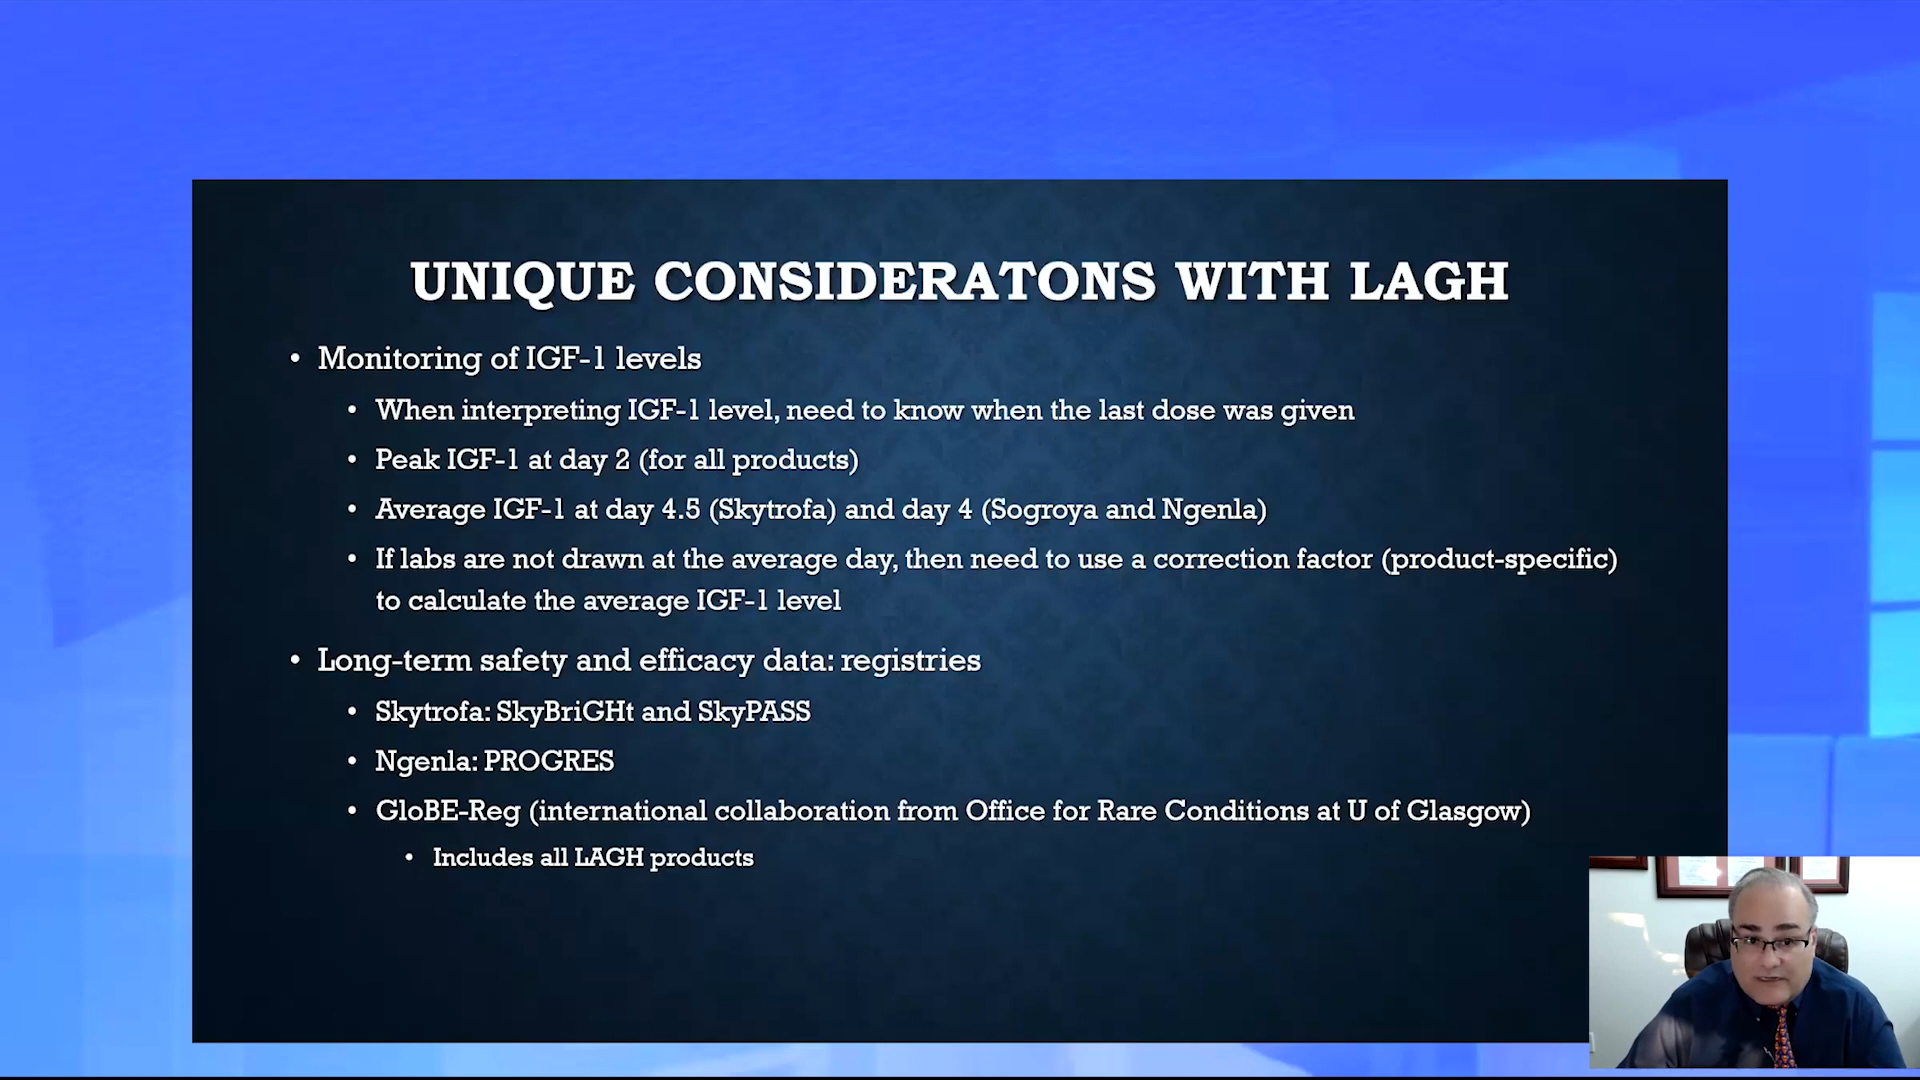 UNIQUE CONSIDERATONS WITH LAGH
• Monitoring of IGF-1 levels
• When interpreting IGF-1 level, need to know when the last dose was given
• Peak IGF-1 at day 2 (for all products)
• Average IGF-1 at day 4.5 (Skytrofa) and day 4 (Sogroya and Ngenla)
• If labs are not drawn at the average day, then need to use a correction factor (product-specific)
to calculate the average IGF-1 level
• Long-term safety and efficacy data: registries
• Skytrofa: SkyBriGHt and SkyPASS
• Ngenla: PROGRES
• GloBE-Reg (international collaboration from Office for Rare Conditions at U of Glasgow)
• Includes all LAGH products